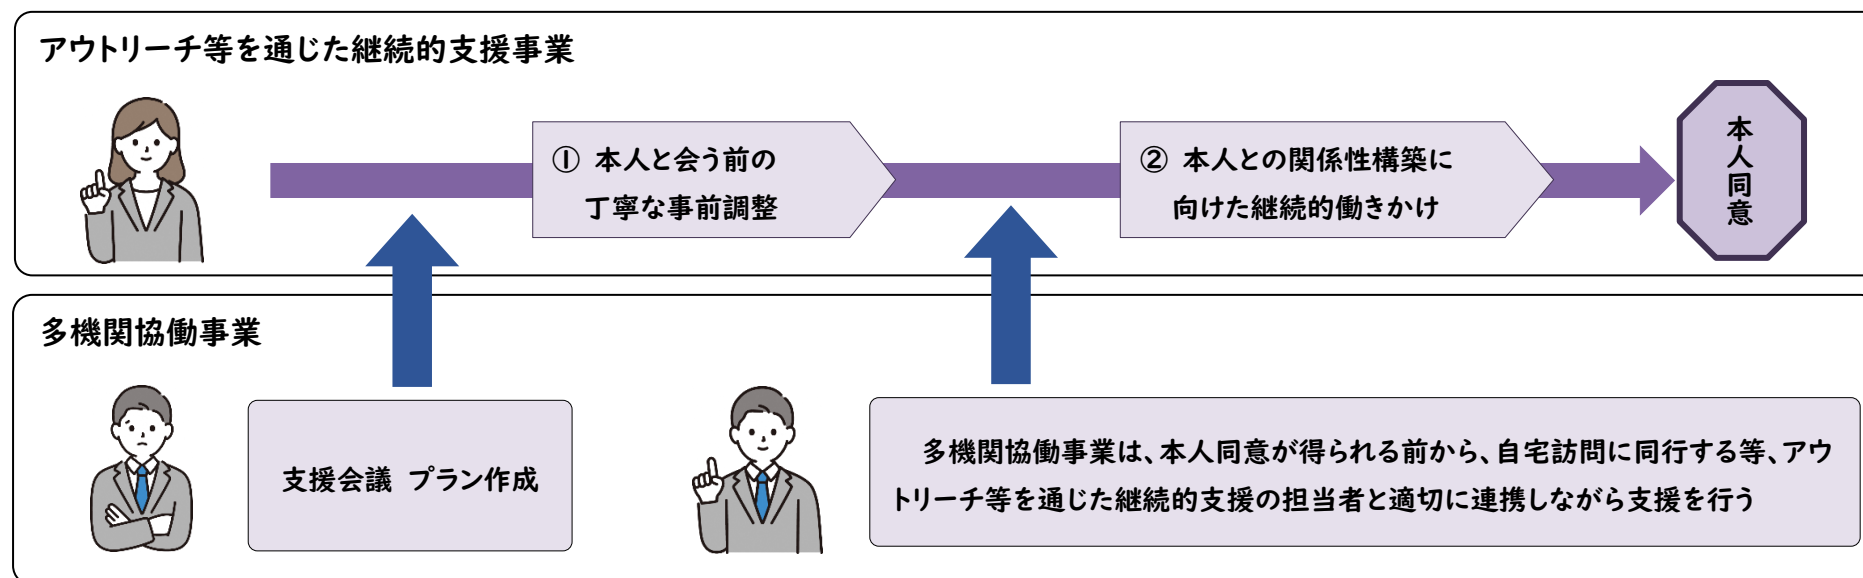 アウトリーチ等を通じた継続的支援事業
① 本人と会う前の
丁寧な事前調整
② 本人との関係性構築に
向けた継続的働きかけ
本人同意
多機関協働事業
支援会議 プラン作成
多機関協働事業は、本人同意が得られる前から、自宅訪問に同行する等、アウ
トリーチ等を通じた継続的支援の担当者と適切に連携しながら支援を行う